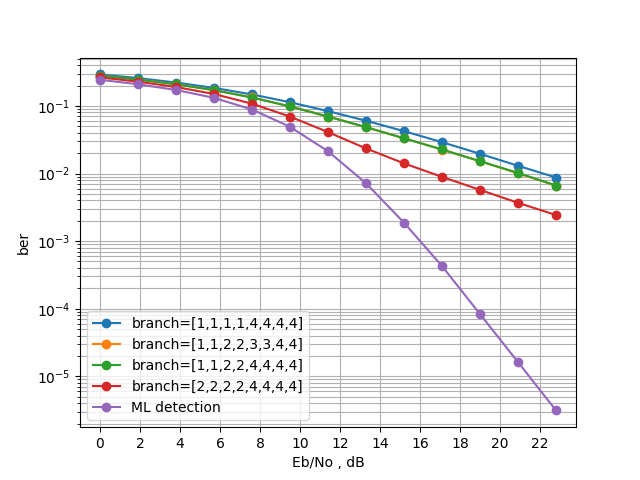 10⁻¹
10⁻²
10⁻³
10⁻⁴
10⁻⁵
ber
branch=[1,1,1,1,4,4,4,4]
branch=[1,1,2,2,3,3,4,4]
branch=[1,1,2,2,4,4,4,4]
branch=[2,2,2,2,4,4,4,4]
ML detection
0 2 4 6 8 10 12 14 16 18 20 22
Eb/No , dB